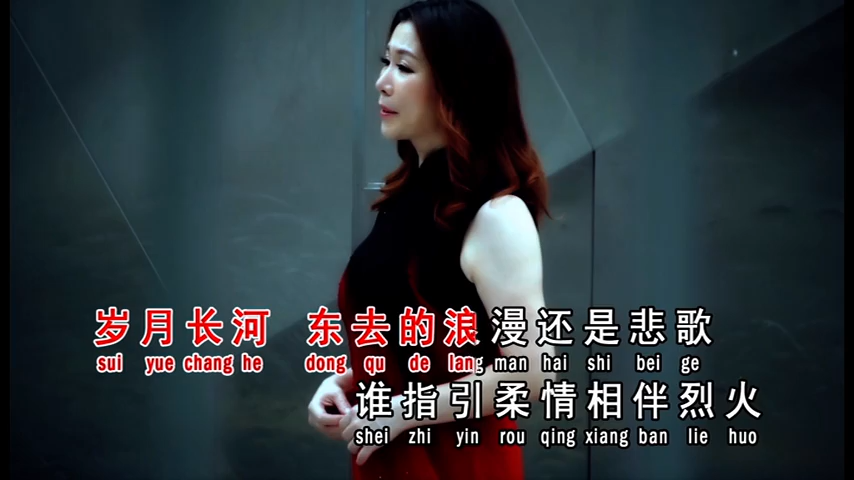 岁月长河 东去的浪漫还是悲歌
sui yue chang he dong qu de lang man hai shi bei ge
谁指引柔情相伴烈火
shei zhi yin rou qing xiang ban lie huo